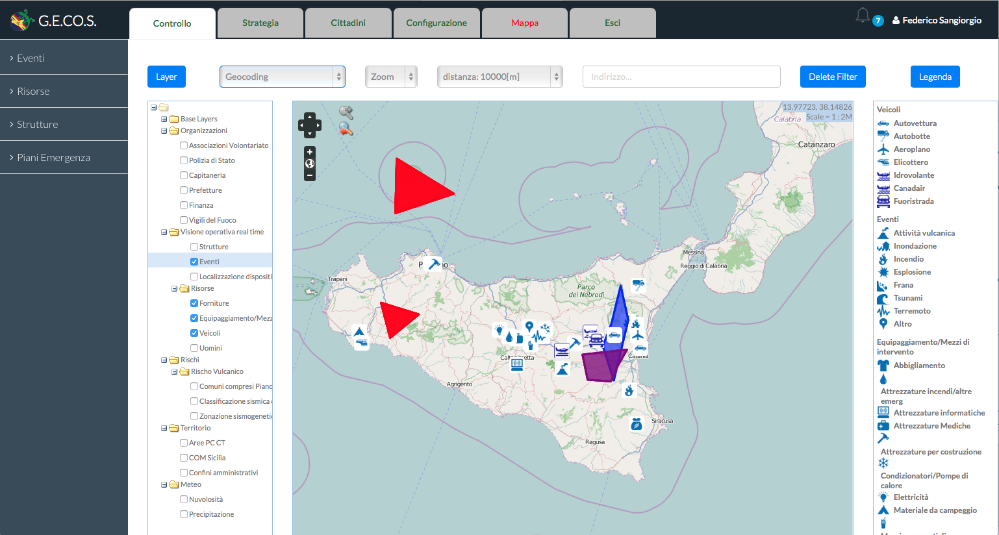 G.E.CO.S.
Controllo
Strategia
Cittadini
Configurazione
Mappa
Esci
7
Federico Sangiorgio
Eventi
Risorse
Strutture
Piani Emergenza
Layer
Geocoding
Zoom
distanza: 10000[m]
Indirizzo...
Delete Filter
Legenda
Base Layers
Organizzazioni
Associazioni Volontariato
Polizia di Stato
Capitaneria
Prefetture
Finanza
Vigili del Fuoco
Visione operativa real time
Strutture
Eventi
Localizzazione dispositi
Risorse
Forniture
Equipaggiamento/Mezz
Veicoli
Uomini
Rischi
Rischo Vulcanico
Comuni compresi Piano
Classificazione sismica
Zonazione sismogenetic
Territorio
Aree PC CT
COM Sicilia
Confini amministrativi
Meteo
Nuvolosità
Precipitazione
13.97723, 38.14826
Scale = 1 : 2M
Calabria
Catanzaro
Messina
Reggio di Calabria
Trapani
Parco
dei Nebrodi
Catania
Agrigento
Siracusa
Ragusa
Veicoli
Autovettura
Autobotte
Aeroplano
Elicottero
Idrovolante
Canadair
Fuoristrada
Eventi
Attività vulcanica
Inondazione
Incendio
Esplosione
Frana
Tsunami
Terremoto
Altro
Equipaggiamento/Mezzi di
intervento
Abbigliamento
Attrezzature incendi/altre
emerg
Attrezzature informatiche
Attrezzature Mediche
Attrezzature per costruzione
Condizionatori/Pompe di
calore
Elettricità
Materiale da campeggio